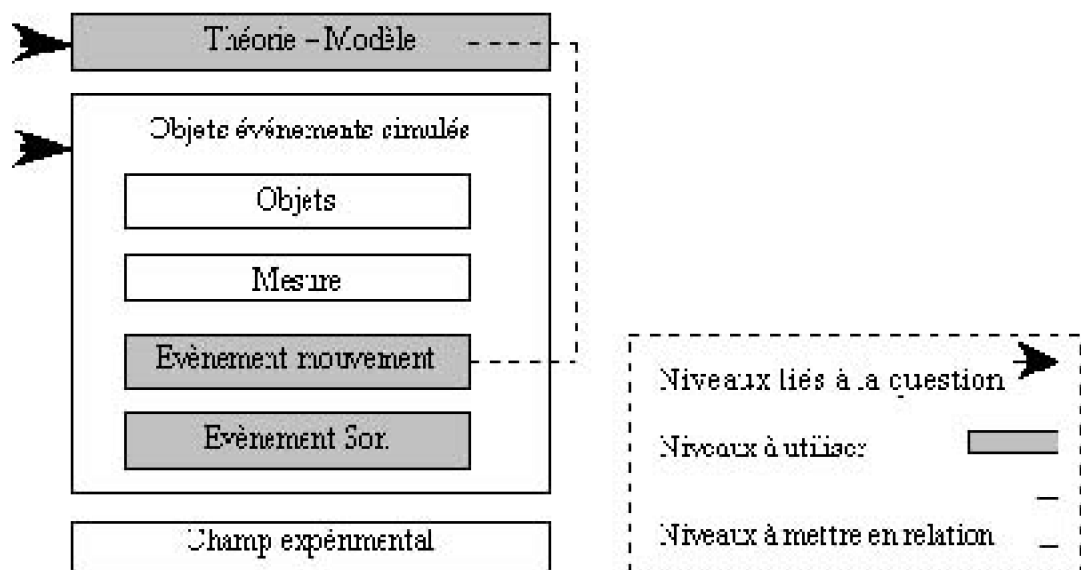 Théorie – Modèle
Objets événements simulés
Objets
Mesure
Evènement mouvement
Evènement Son
Champ expérimental
Niveaux liés à la question
Niveaux à utiliser
Niveaux à mettre en relation